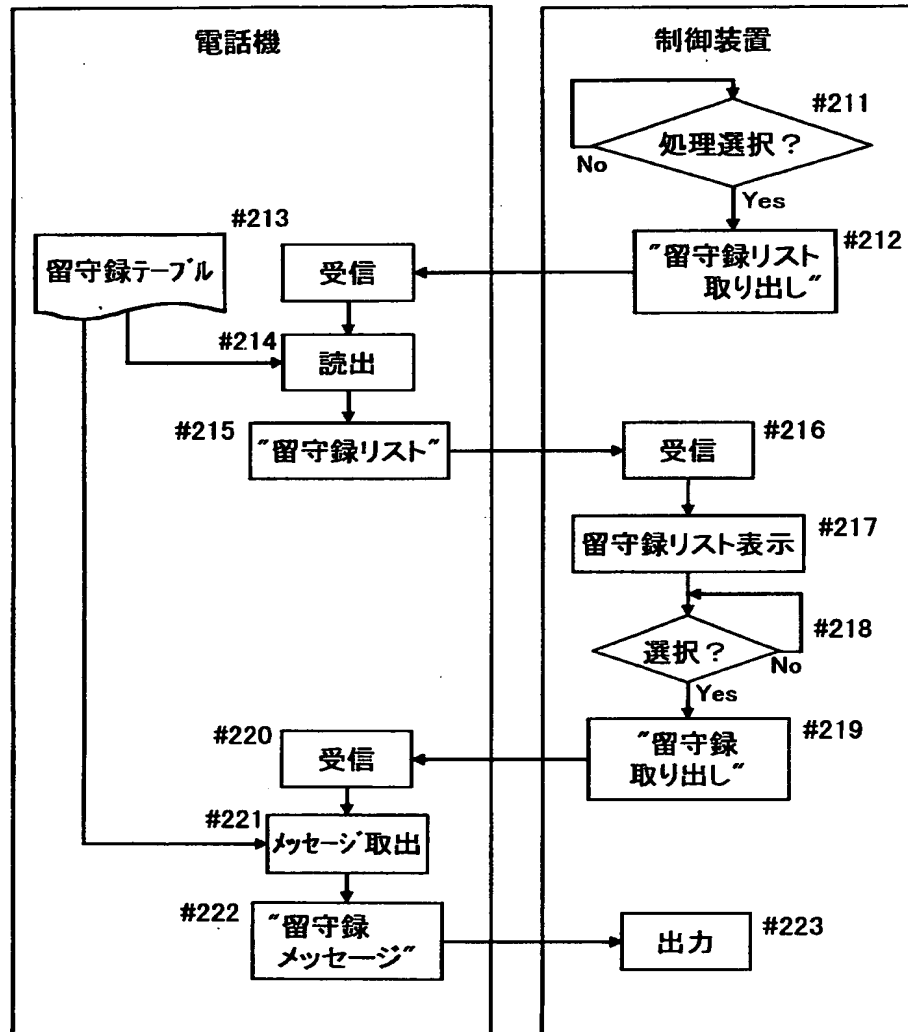 電話機
制御装置
#211
処理選択？
No
Yes
#212
"留守録リスト
取り出し"
#213
留守録テーブル
受信
#214
読出
#215
"留守録リスト"
#216
受信
#217
留守録リスト表示
#218
選択？
No
Yes
#219
"留守録
取り出し"
#220
受信
#221
メッセージ取出
#222
"留守録
メッセージ"
#223
出力